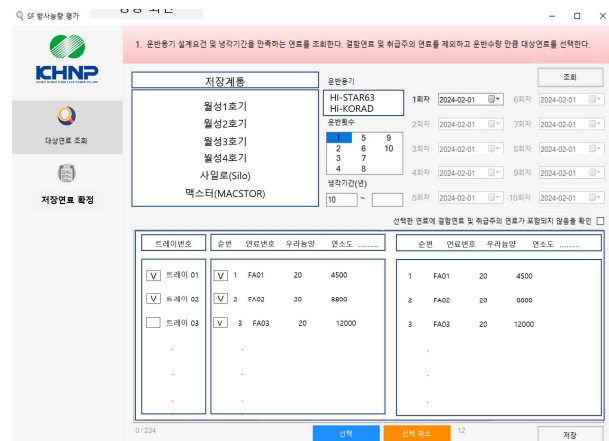 SF 방사능량 평가
1. 운반용기 설계요건 및 냉각기간을 만족하는 연료를 조회한다. 결함연료 및 취급주의 연료를 제외하고 운반수량 만큼 대상연료를 선택한다.
KHNP
대상연료 조회
저장연료 확정
저장계통
월성1호기
월성2호기
월성3호기
월성4호기
사일로(Silo)
맥스터(MACSTOR)
운반용기
HI-STAR63
Hi-KORAD
운반횟수
1 5 9
2 6 10
3 7
4 8
냉각기간(년)
10 ~
조회
1회차 2024-02-01 6회차 2024-02-01
2회차 2024-02-01 7회차 2024-02-01
3회차 2024-02-01 8회차 2024-02-01
4회차 2024-02-01 9회차 2024-02-01
5회차 2024-02-01 10회차 2024-02-01
선택한 연료에 결함연료 및 취급주의 연료가 포함되지 않음을 확인
트레이번호 순번 연료번호 우라늄양 연소도 ........... 순번 연료번호 우라늄양 연소도 ...........
V 트레이 01 V 1 FA01 20 4500 1 FA01 20 4500
V 트레이 02 V 2 FA02 20 8800 2 FA02 20 8800
트레이 03 V 3 FA03 20 12000 3 FA03 20 12000
0/234 선택 선택 취소 12 저장